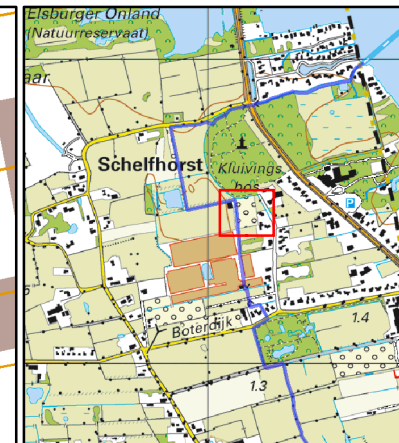 Elsburger Onland
(Natuurreservaat)
aar
Schelfhorst
Kluivings
bos
P
Boterdijk
1.4
1.3